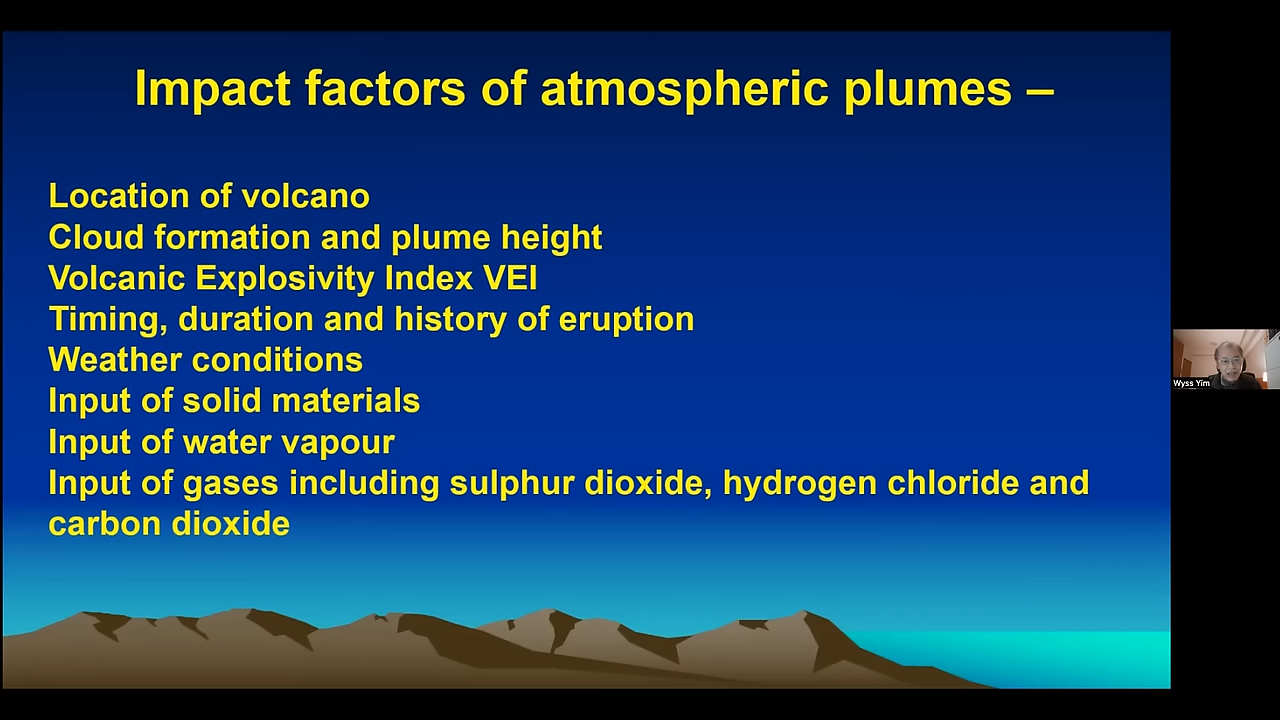 Impact factors of atmospheric plumes –
Location of volcano
Cloud formation and plume height
Volcanic Explosivity Index VEI
Timing, duration and history of eruption
Weather conditions
Input of solid materials
Input of water vapour
Input of gases including sulphur dioxide, hydrogen chloride and
carbon dioxide
Wyss Yim